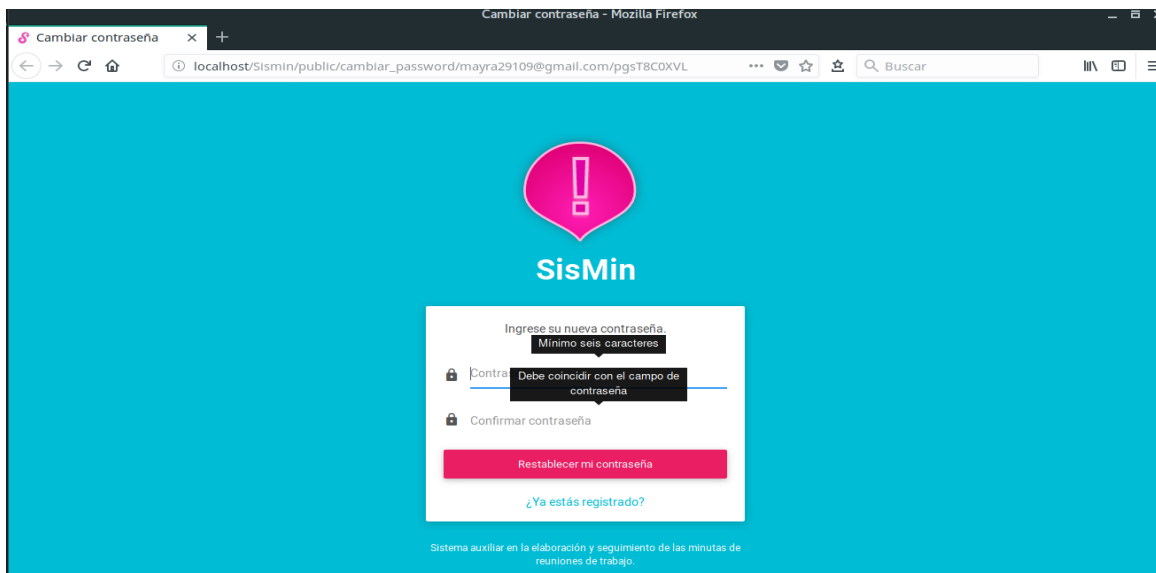 Cambiar contraseña - Mozilla Firefox
Cambiar contraseña
localhost/Sismin/public/cambiar_password/mayra29109@gmail.com/pgsT8C0XVL
Buscar
SisMin
Ingrese su nueva contraseña.
Mínimo seis caracteres
Contra
Debe coincidir con el campo de
contraseña
Confirmar contraseña
Restablecer mi contraseña
¿Ya estás registrado?
Sistema auxiliar en la elaboración y seguimiento de las minutas de
reuniones de trabajo.